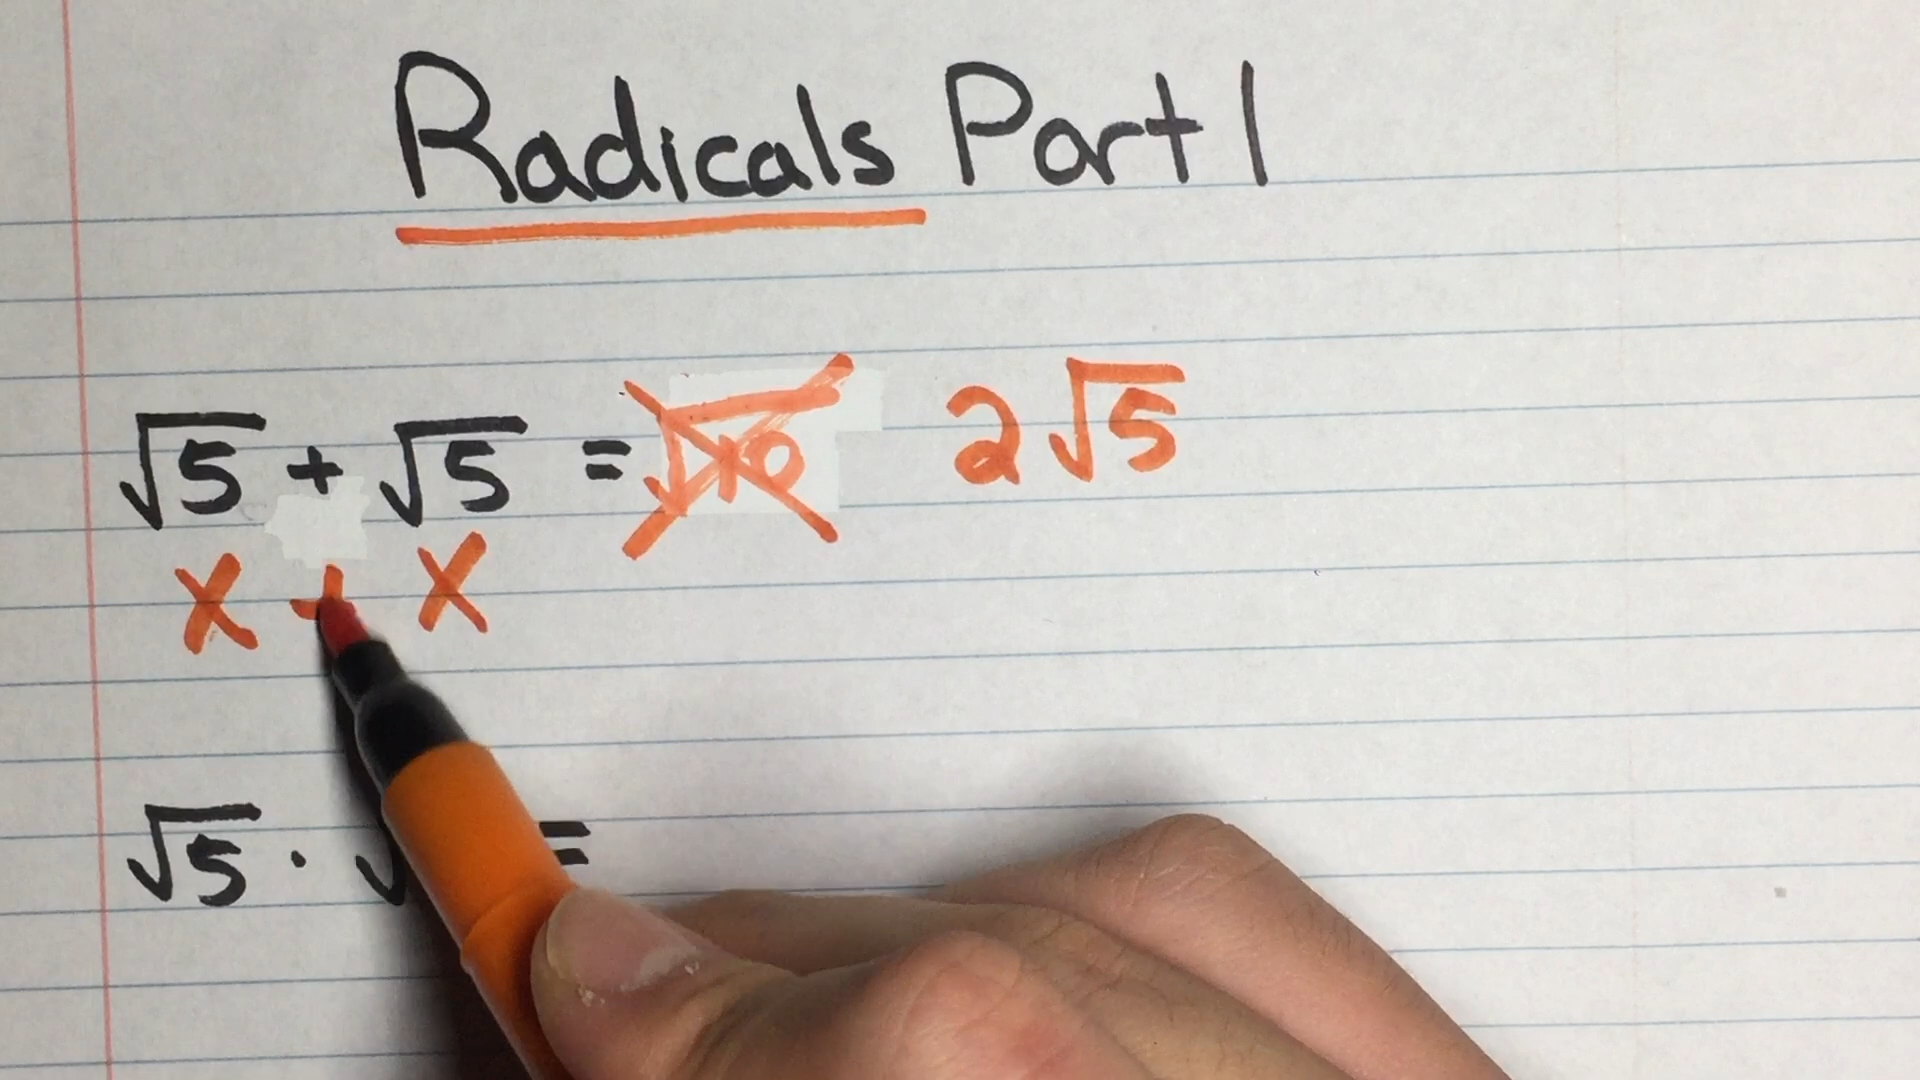 Radicals Part 1
√5 + √5 = √10 2√5
x + x
√5 · √ =